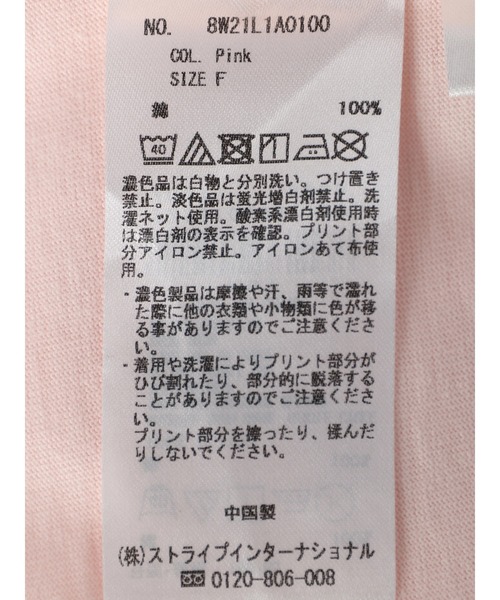 NO. 8W21L1A0100
COL. Pink
SIZE F
綿 100%
40
濃色品は白物と分別洗い。つけ置き
禁止。淡色品は蛍光増白剤禁止。洗
濯ネット使用。酸素系漂白剤使用時
は漂白剤の表示を確認。プリント部
分アイロン禁止。アイロンあて布使
用。
・濃色製品は摩擦や汗、雨等で濡れ
た際に他の衣類や小物類に色が移
る事がありますのでご注意くださ
い。
・着用や洗濯によりプリント部分が
ひび割れたり、部分的に脱落する
ことがありますのでご注意くださ
い。
プリント部分を擦ったり、揉んだ
りしないでください。
中国製
(株)ストライプインターナショナル
0120-806-008